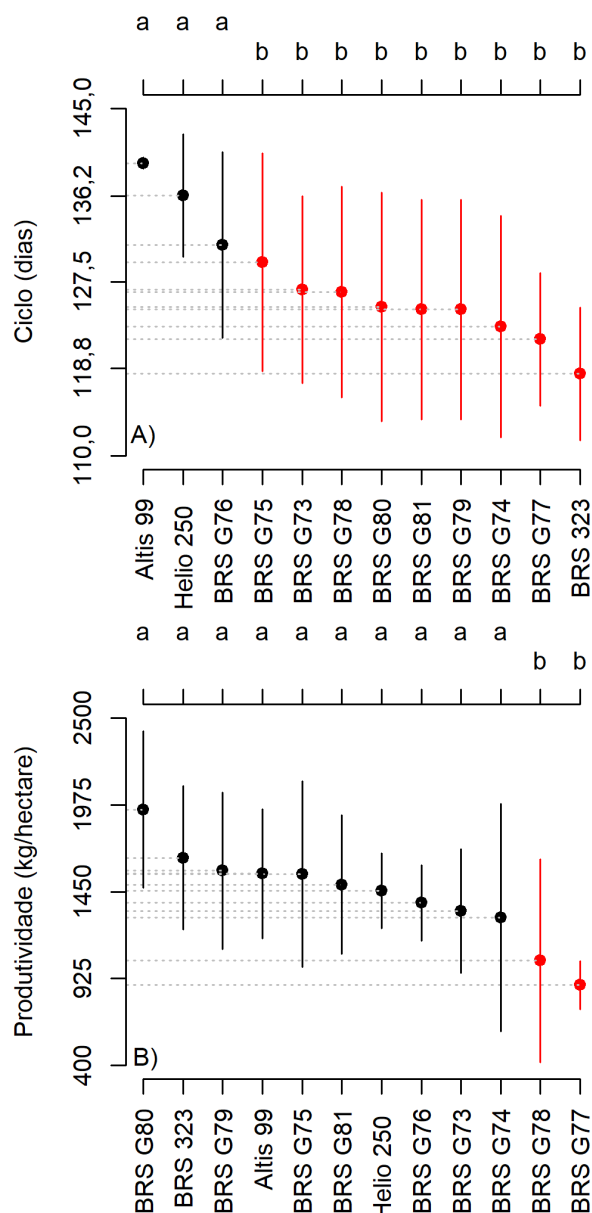 a a a
b b b b b b b b b
Ciclo (dias)
145,0
136,2
127,5
118,8
110,0
A)
Altis 99
Helio 250
BRS G76
BRS G75
BRS G73
BRS G78
BRS G80
BRS G81
BRS G79
BRS G74
BRS G77
BRS 323
a a a a a a a a a a
b b
Produtividade (kg/hectare)
2500
1975
1450
925
400
B)
BRS G80
BRS 323
BRS G79
Altis 99
BRS G75
BRS G81
Helio 250
BRS G76
BRS G73
BRS G74
BRS G78
BRS G77